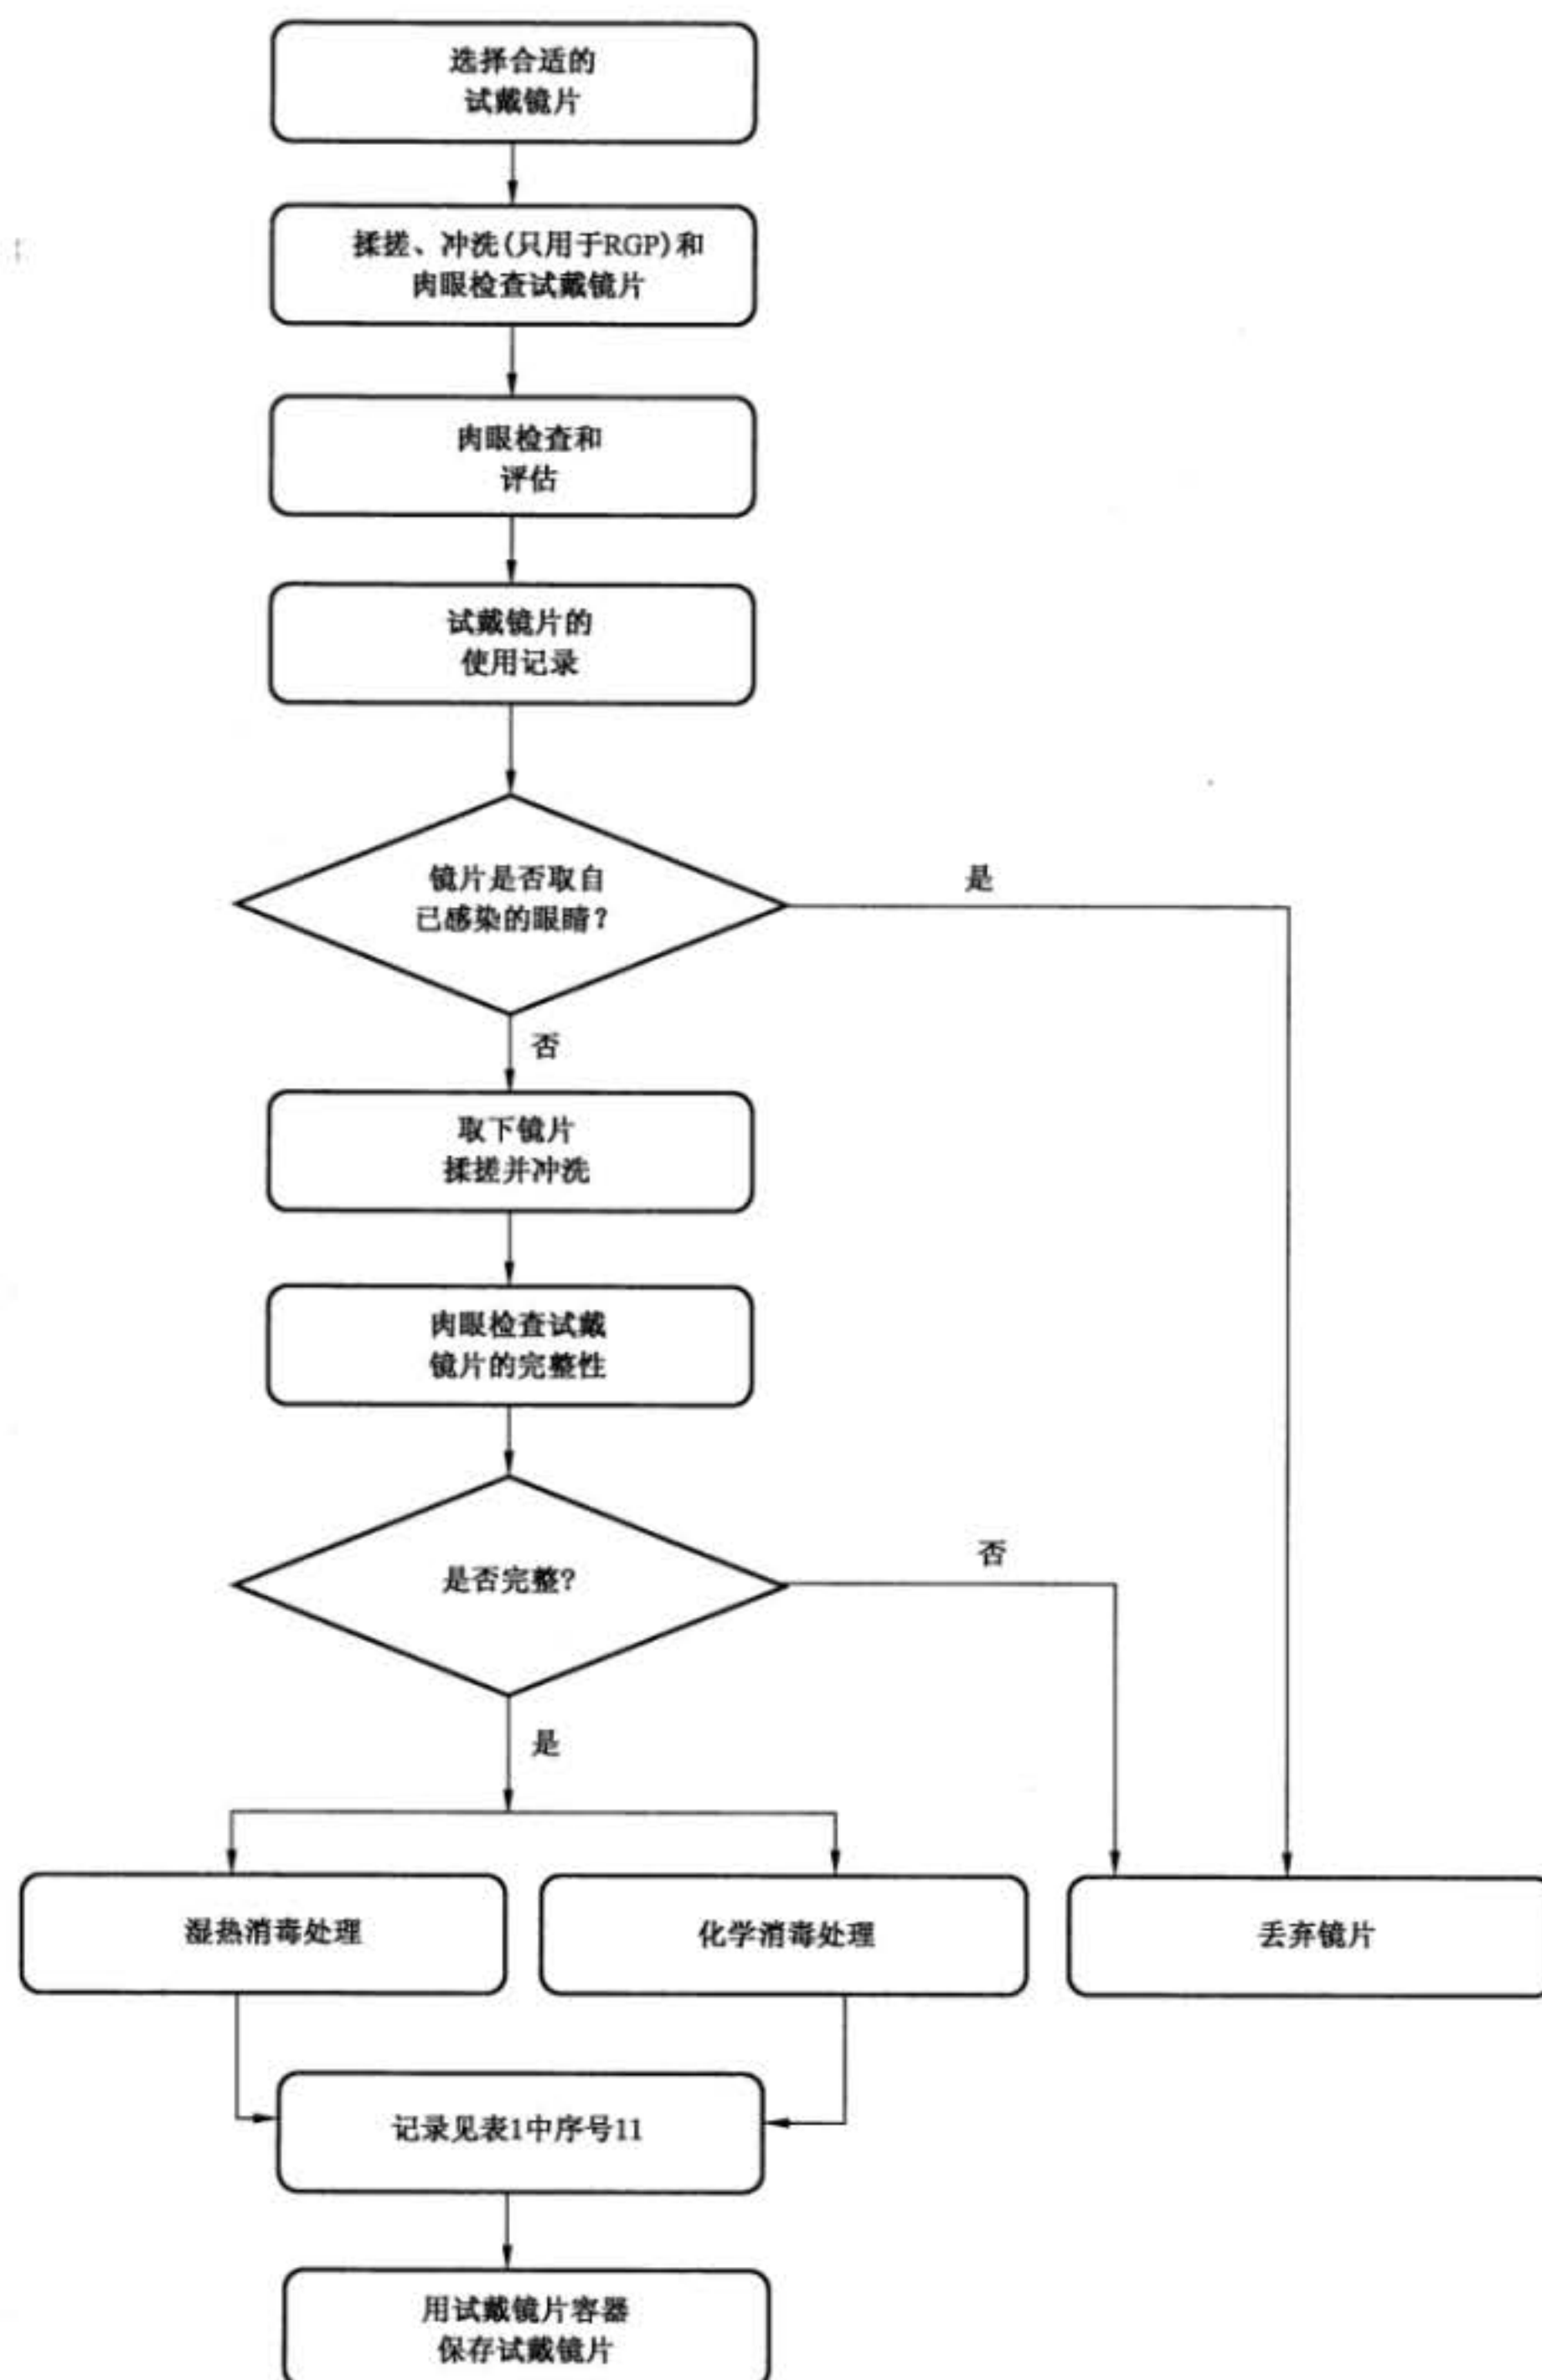 选择合适的
试戴镜片
揉搓、冲洗(只用于RGP)和
肉眼检查试戴镜片
肉眼检查和
评估
试戴镜片的
使用记录
镜片是否取自
已感染的眼睛?
是
否
取下镜片
揉搓并冲洗
肉眼检查试戴
镜片的完整性
是否完整?
否
是
湿热消毒处理
化学消毒处理
丢弃镜片
记录见表1中序号11
用试戴镜片容器
保存试戴镜片